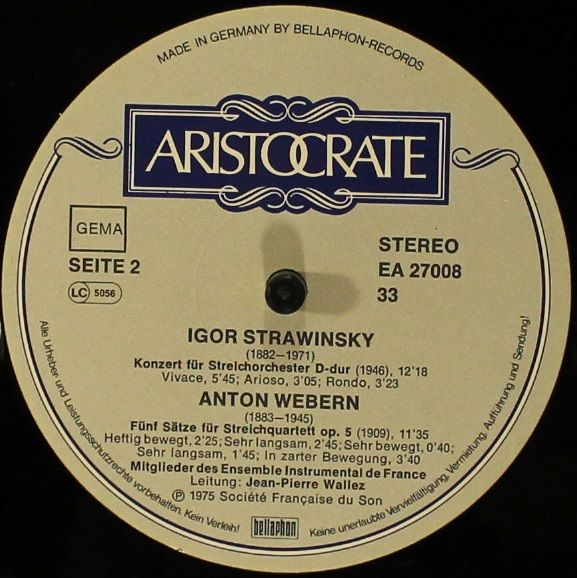 MADE IN GERMANY BY BELLAPHON-RECORDS
ARISTOCRATE
GEMA
SEITE 2
LC 5056
STEREO
EA 27008
33
IGOR STRAWINSKY
(1882—1971)
Konzert für Streichorchester D-dur (1946), 12'18
Vivace, 5'45; Arioso, 3'05; Rondo, 3'23
ANTON WEBERN
(1883—1945)
Fünf Sätze für Streichquartett op. 5 (1909), 11'35
Heftig bewegt, 2'25; Sehr langsam, 2'45; Sehr bewegt, 0'40;
Sehr langsam, 1'45; In zarter Bewegung, 3'40
Mitglieder des Ensemble Instrumental de France
Leitung: Jean-Pierre Wallez
Ⓟ 1975 Société Française du Son
bellaphon
Alle Urheber- und Leistungsschutzrechte vorbehalten. Kein Verleih! Keine unerlaubte Vervielfältigung, Vermietung, Aufführung und Sendung!